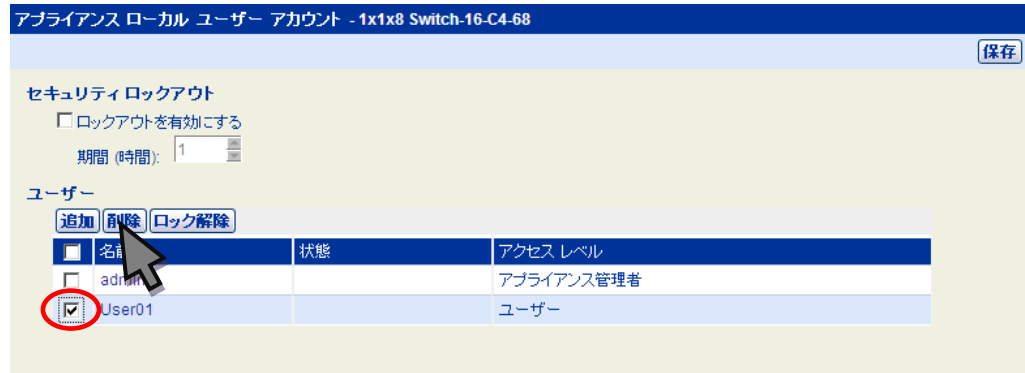 アプライアンス ローカル ユーザー アカウント - 1x1x8 Switch-16-C4-68
保存
セキュリティ ロックアウト
ロックアウトを有効にする
期間 (時間): 1
ユーザー
追加 削除 ロック解除
名前 状態 アクセス レベル
admin アプライアンス管理者
User01 ユーザー